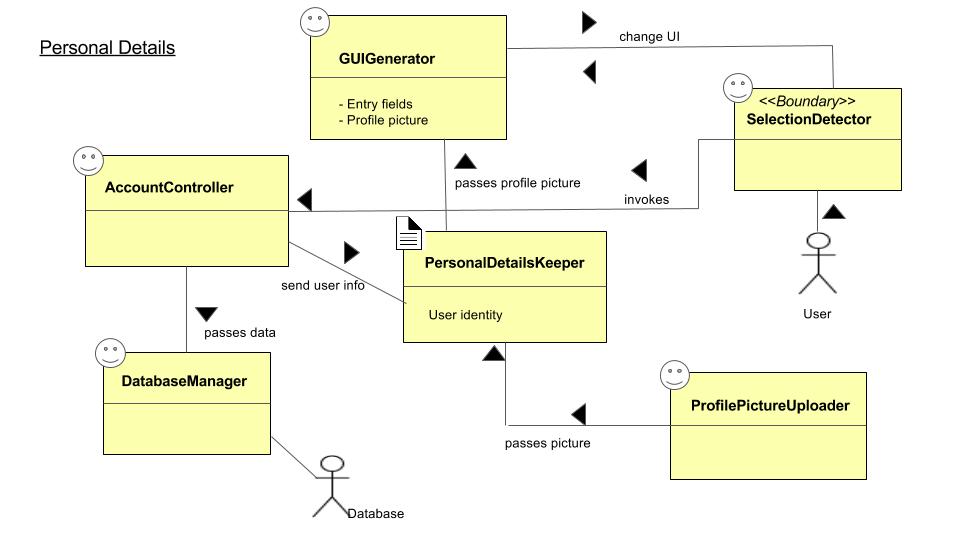 Personal Details
GUIGenerator
- Entry fields
- Profile picture
change UI
<<Boundary>>
SelectionDetector
AccountController
passes profile picture
invokes
PersonalDetailsKeeper
User identity
send user info
User
passes data
DatabaseManager
ProfilePictureUploader
passes picture
Database